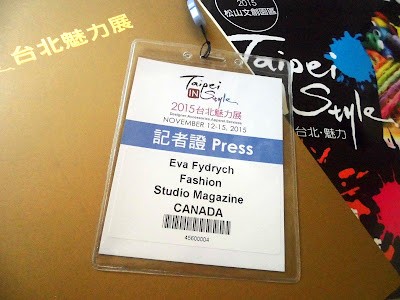 台北魅力展
Taipei
IN Style
2015台北魅力展
Designer Accessories Apparel Services
NOVEMBER 12-15, 2015
記者證 Press
Eva Fydrych
Fashion
Studio Magazine
CANADA
45600004
2015
松山文創園區
Taipei
IN Style
台北·魅力